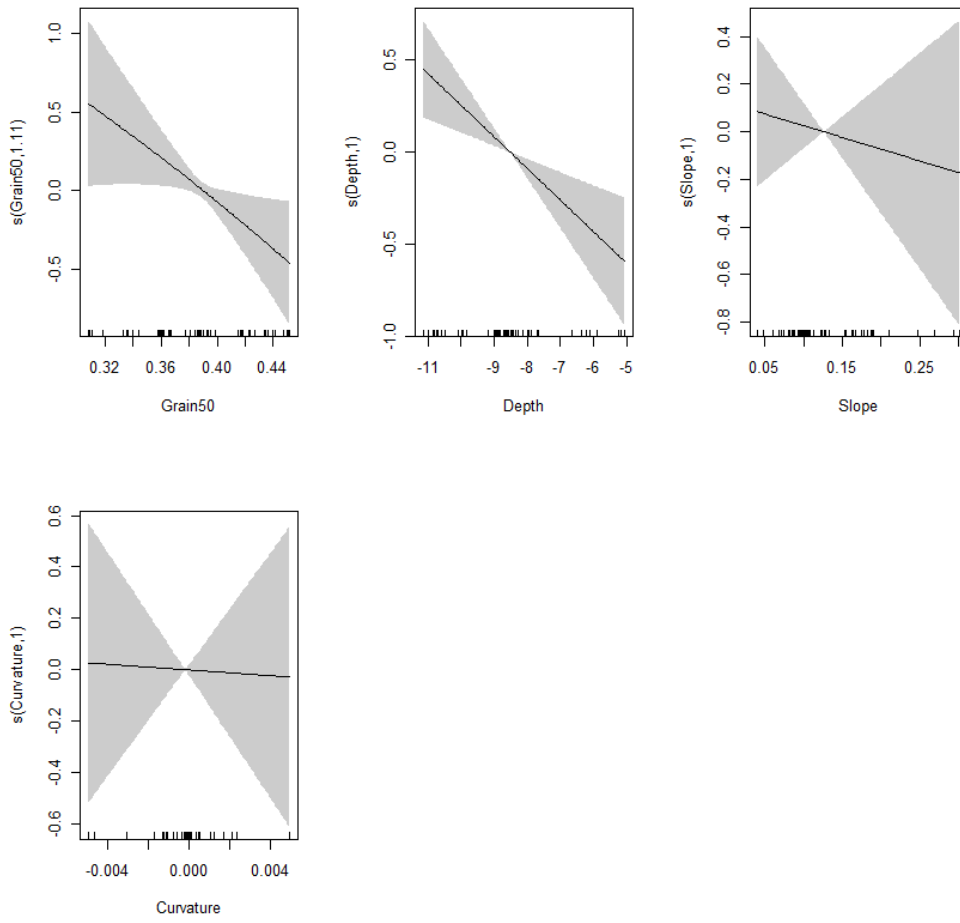 s(Grain50,1.11)
1.0
0.5
0.0
-0.5
0.32 0.36 0.40 0.44
Grain50
s(Depth,1)
0.5
0.0
-0.5
-1.0
-11 -9 -8 -7 -6 -5
Depth
s(Slope,1)
0.4
0.2
0.0
-0.2
-0.4
-0.6
-0.8
0.05 0.15 0.25
Slope
s(Curvature,1)
0.6
0.4
0.2
0.0
-0.2
-0.4
-0.6
-0.004 0.000 0.004
Curvature